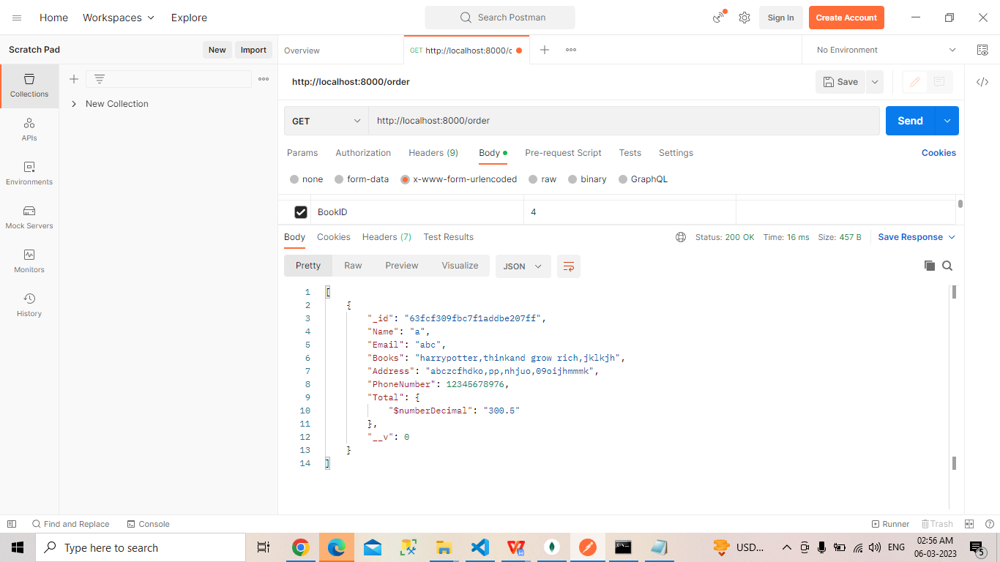 Home Workspaces Explore Search Postman Sign In Create Account
Scratch Pad New Import Overview GET http://localhost:8000/c No Environment
Collections
New Collection
APIs
Environments
Mock Servers
Monitors
History
http://localhost:8000/order Save
GET http://localhost:8000/order Send
Params Authorization Headers (9) Body Pre-request Script Tests Settings Cookies
none form-data x-www-form-urlencoded raw binary GraphQL
BookID 4
Body Cookies Headers (7) Test Results Status: 200 OK Time: 16 ms Size: 457 B Save Response
Pretty Raw Preview Visualize JSON
1 [
2 {
3 "_id": "63fcf309fbc7f1addbe207ff",
4 "Name": "a",
5 "Email": "abc",
6 "Books": "harrypotter,thinkand grow rich,jklkjh",
7 "Address": "abczcfhdko,pp,nhjuo,09oijhmmmk",
8 "PhoneNumber": 12345678976,
9 "Total": {
10 "$numberDecimal": "300.5"
11 },
12 "__v": 0
13 }
14 ]
Find and Replace Console Runner Trash
Type here to search USD... ENG 02:56 AM
06-03-2023 5